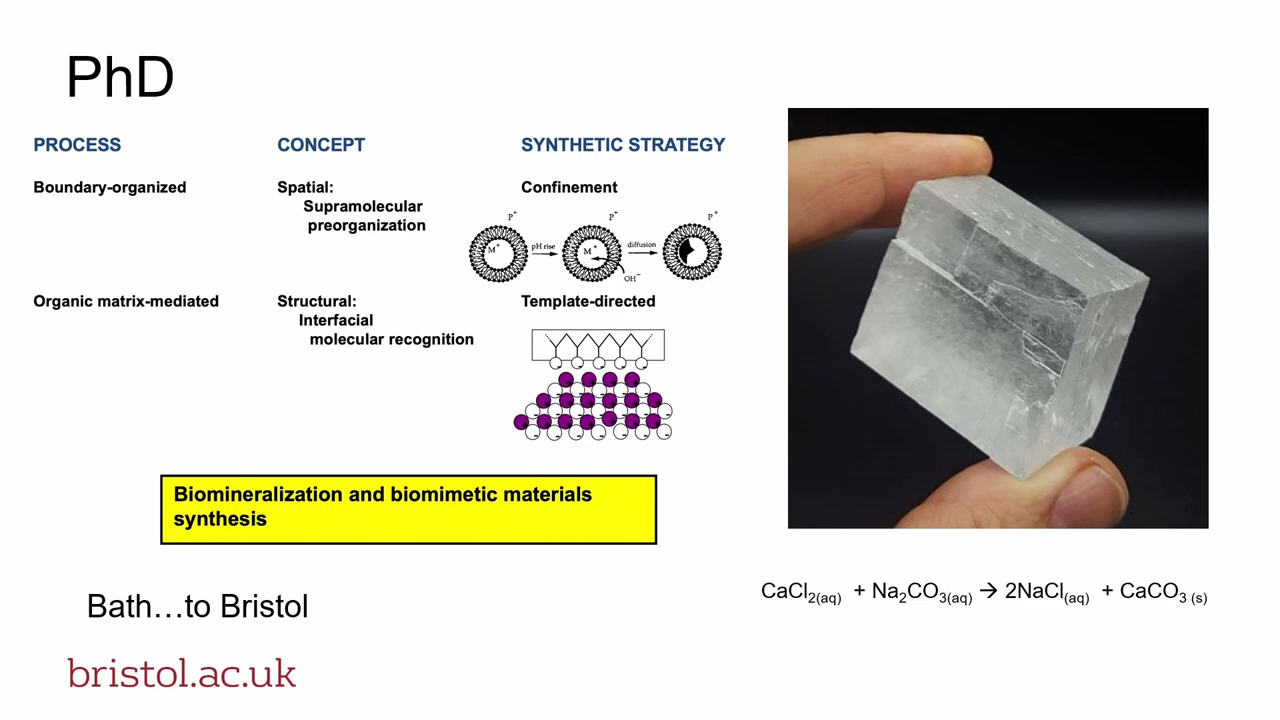 PhD
PROCESS CONCEPT SYNTHETIC STRATEGY
Boundary-organized Spatial: Confinement
Supramolecular
preorganization
P⁺ P⁺ P⁺
M⁺ pH rise M⁺ diffusion
OH⁻
Organic matrix-mediated Structural: Template-directed
Interfacial
molecular recognition
Biomineralization and biomimetic materials
synthesis
CaCl₂(aq) + Na₂CO₃(aq) → 2NaCl(aq) + CaCO₃ (s)
Bath…to Bristol
bristol.ac.uk